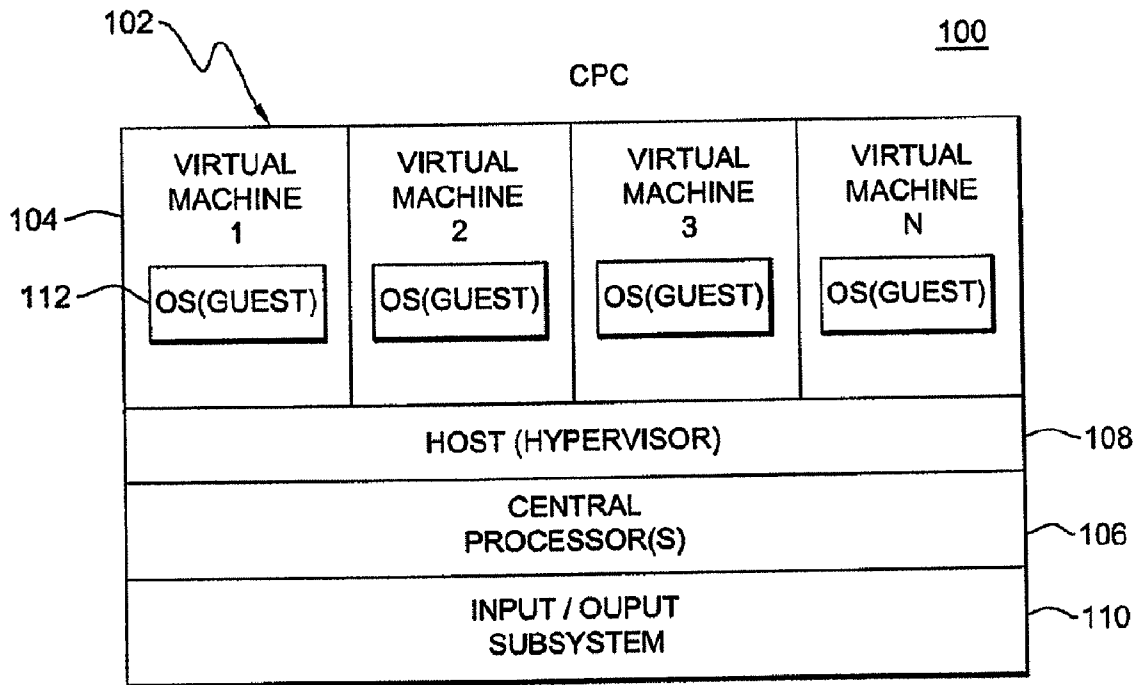 102
100
CPC
VIRTUAL
MACHINE
1
VIRTUAL
MACHINE
2
VIRTUAL
MACHINE
3
VIRTUAL
MACHINE
N
104
112
OS(GUEST)
OS(GUEST)
OS(GUEST)
OS(GUEST)
HOST (HYPERVISOR)
108
CENTRAL
PROCESSOR(S)
106
INPUT / OUPUT
SUBSYSTEM
110